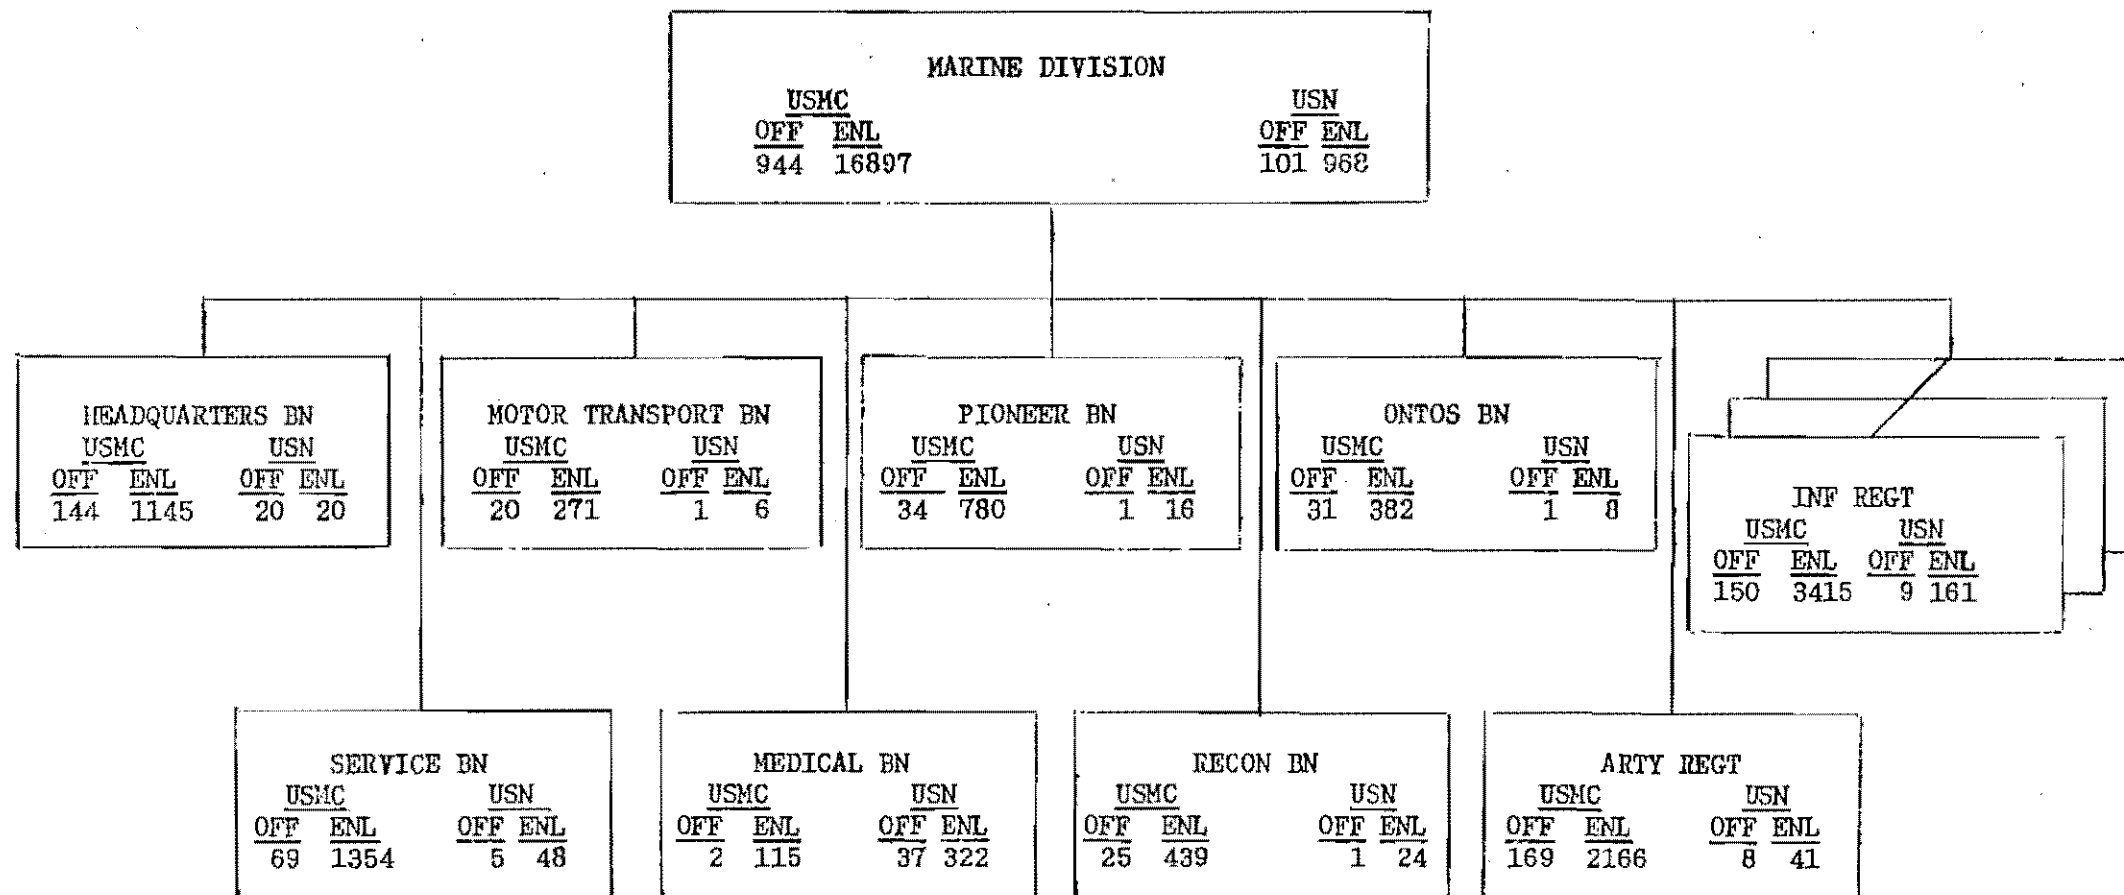 MARINE DIVISION
USMC USN
OFF ENL OFF ENL
944 16897 101 968
HEADQUARTERS BN
USMC USN
OFF ENL OFF ENL
144 1145 20 20
MOTOR TRANSPORT BN
USMC USN
OFF ENL OFF ENL
20 271 1 6
PIONEER BN
USMC USN
OFF ENL OFF ENL
34 780 1 16
ONTOS BN
USMC USN
OFF ENL OFF ENL
31 382 1 8
INF REGT
USMC USN
OFF ENL OFF ENL
150 3415 9 161
SERVICE BN
USMC USN
OFF ENL OFF ENL
69 1354 5 48
MEDICAL BN
USMC USN
OFF ENL OFF ENL
2 115 37 322
RECON BN
USMC USN
OFF ENL OFF ENL
25 439 1 24
ARTY REGT
USMC USN
OFF ENL OFF ENL
169 2166 8 41